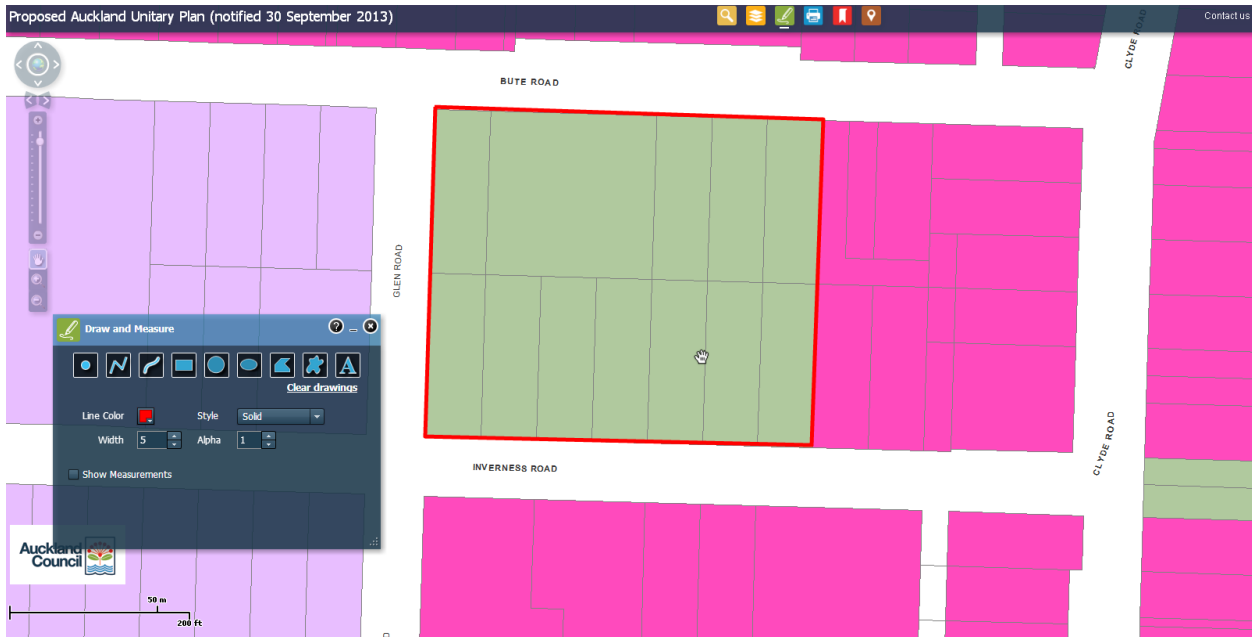 Proposed Auckland Unitary Plan (notified 30 September 2013)
Contact us
CLYDE ROAD
BUTE ROAD
GLEN ROAD
Draw and Measure
A
Clear drawings
Line Color
Style
Solid
Width
5
Alpha
1
Show Measurements
INVERNESS ROAD
CLYDE ROAD
Auckland
Council
50 m
200 ft
D